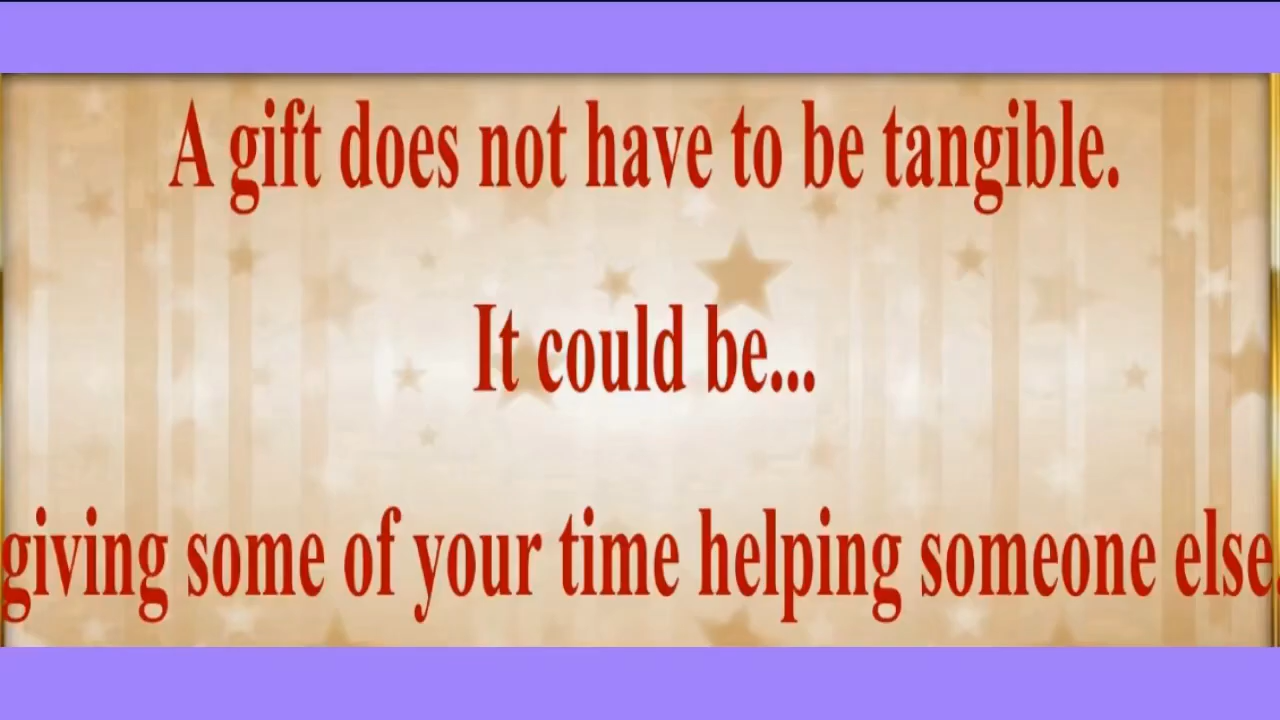 A gift does not have to be tangible.
It could be...
giving some of your time helping someone else.